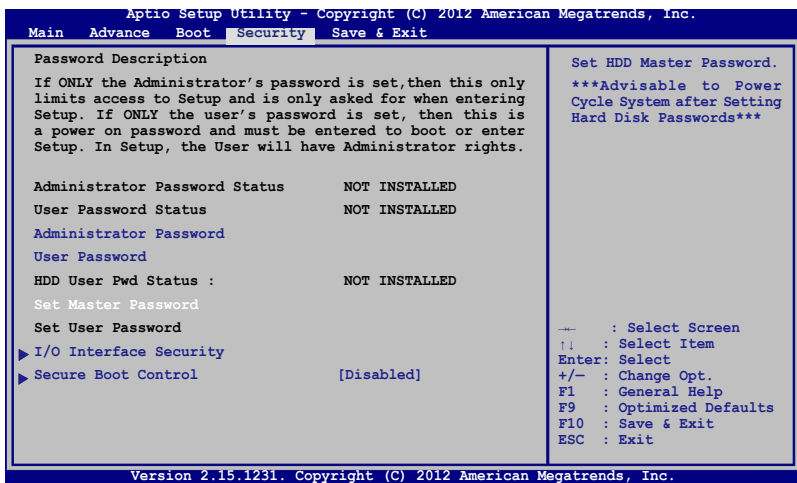 Aptio Setup Utility - Copyright (C) 2012 American Megatrends, Inc.
Main Advance Boot Security Save & Exit
Password Description
If ONLY the Administrator's password is set,then this only
limits access to Setup and is only asked for when entering
Setup. If ONLY the user's password is set, then this is
a power on password and must be entered to boot or enter
Setup. In Setup, the User will have Administrator rights.
Administrator Password Status NOT INSTALLED
User Password Status NOT INSTALLED
Administrator Password
User Password
HDD User Pwd Status : NOT INSTALLED
Set Master Password
Set User Password
I/O Interface Security
Secure Boot Control [Disabled]
Set HDD Master Password.
***Advisable to Power
Cycle System after Setting
Hard Disk Passwords***
→← : Select Screen
↑↓ : Select Item
Enter: Select
+/— : Change Opt.
F1 : General Help
F9 : Optimized Defaults
F10 : Save & Exit
ESC : Exit
Version 2.15.1231. Copyright (C) 2012 American Megatrends, Inc.